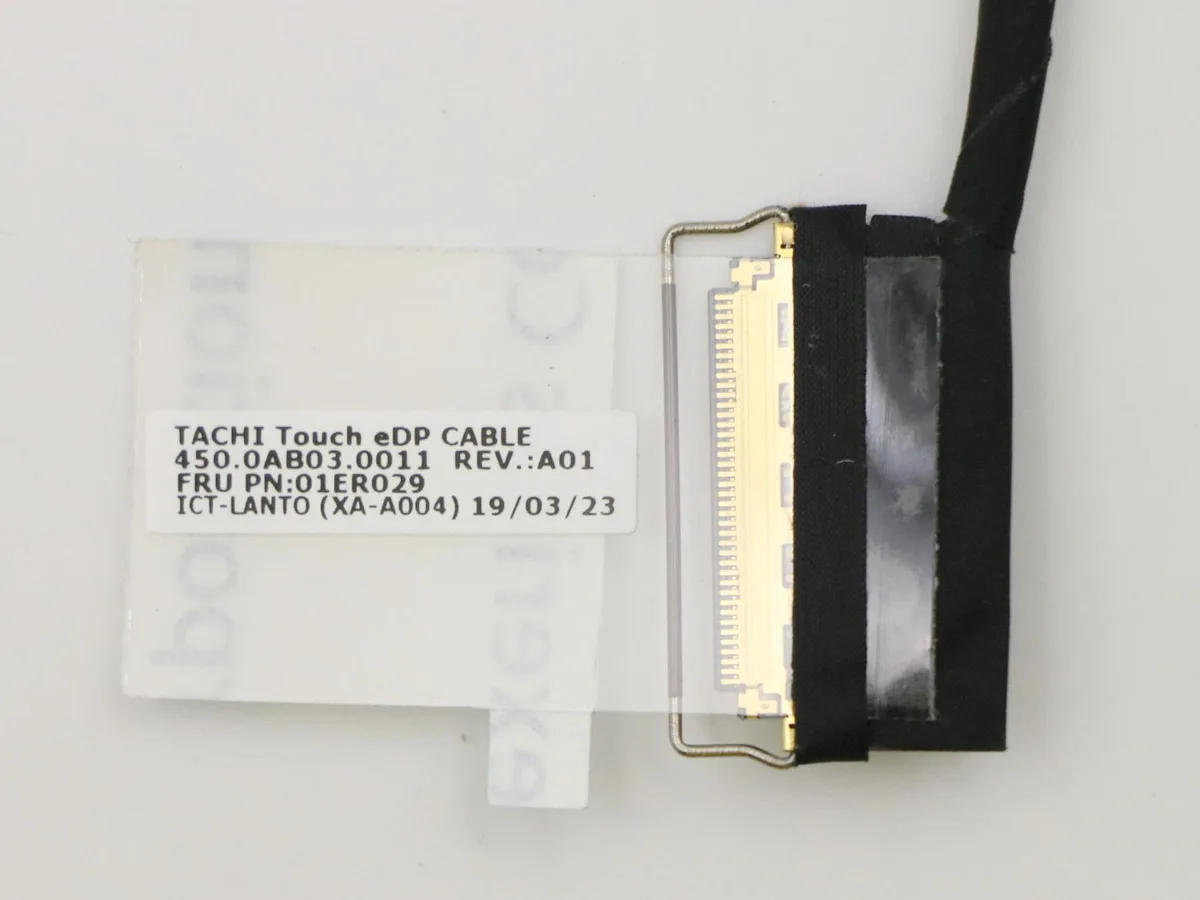 TACHI Touch eDP CABLE
450.0AB03.0011 REV.:A01
FRU PN:01ER029
ICT-LANTO (XA-A004) 19/03/23